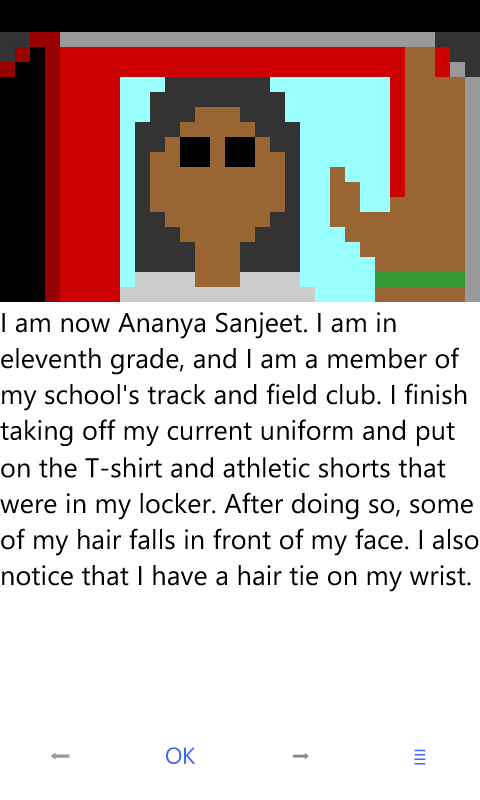 I am now Ananya Sanjeet. I am in
eleventh grade, and I am a member of
my school's track and field club. I finish
taking off my current uniform and put
on the T-shirt and athletic shorts that
were in my locker. After doing so, some
of my hair falls in front of my face. I also
notice that I have a hair tie on my wrist.
OK